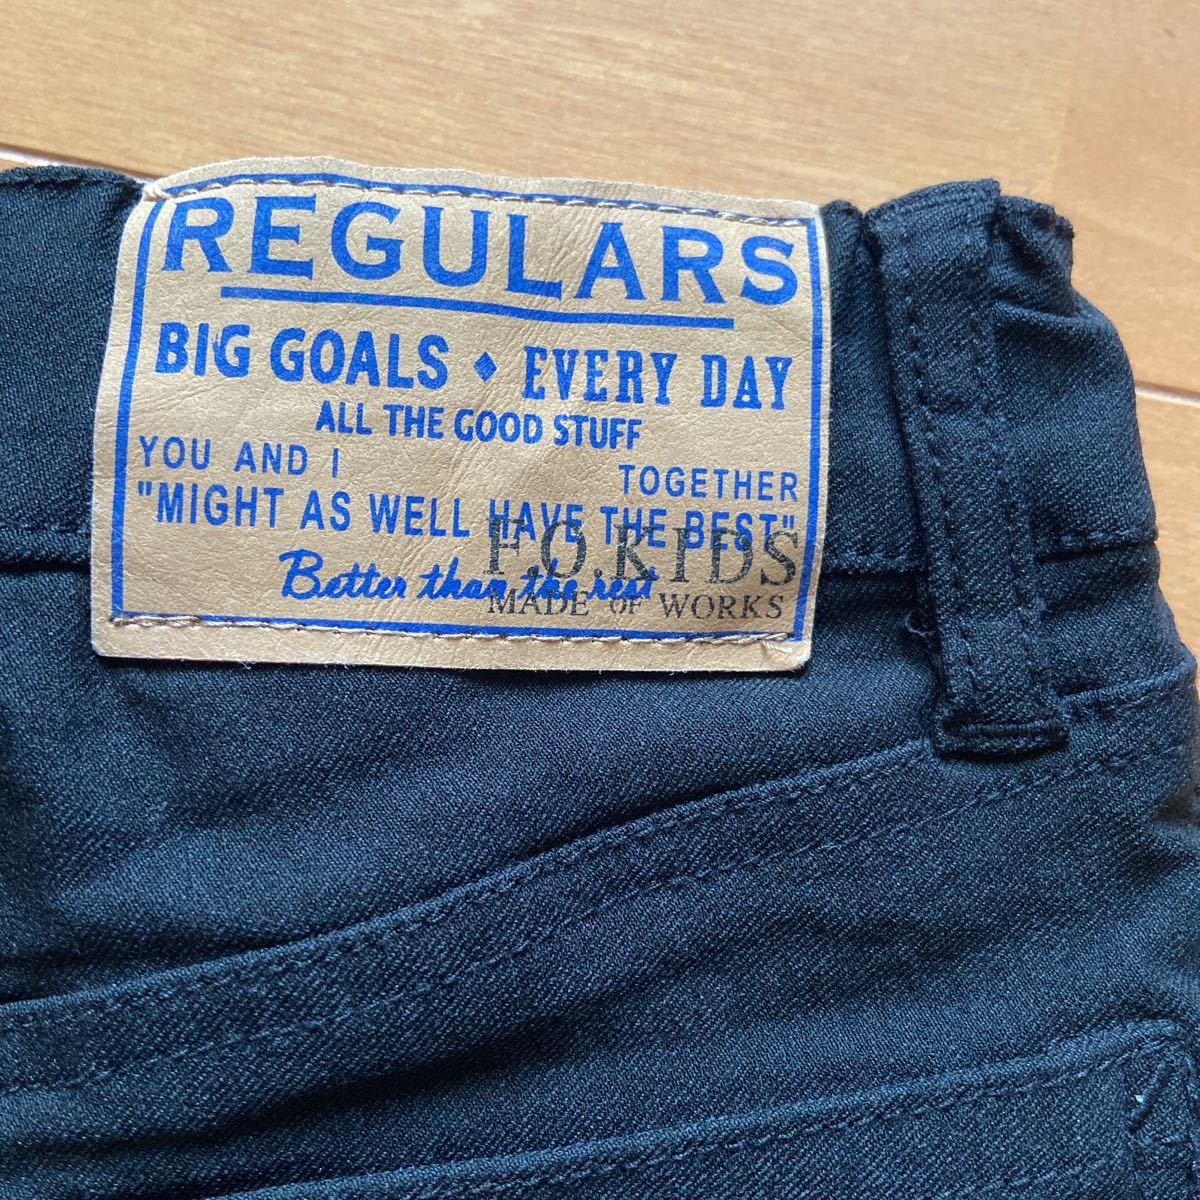 REGULARS
BIG GOALS ◆ EVERY DAY
ALL THE GOOD STUFF
YOU AND I TOGETHER
"MIGHT AS WELL HAVE THE BEST"
F.O.KIDS
Better than the rest
MADE OF WORKS